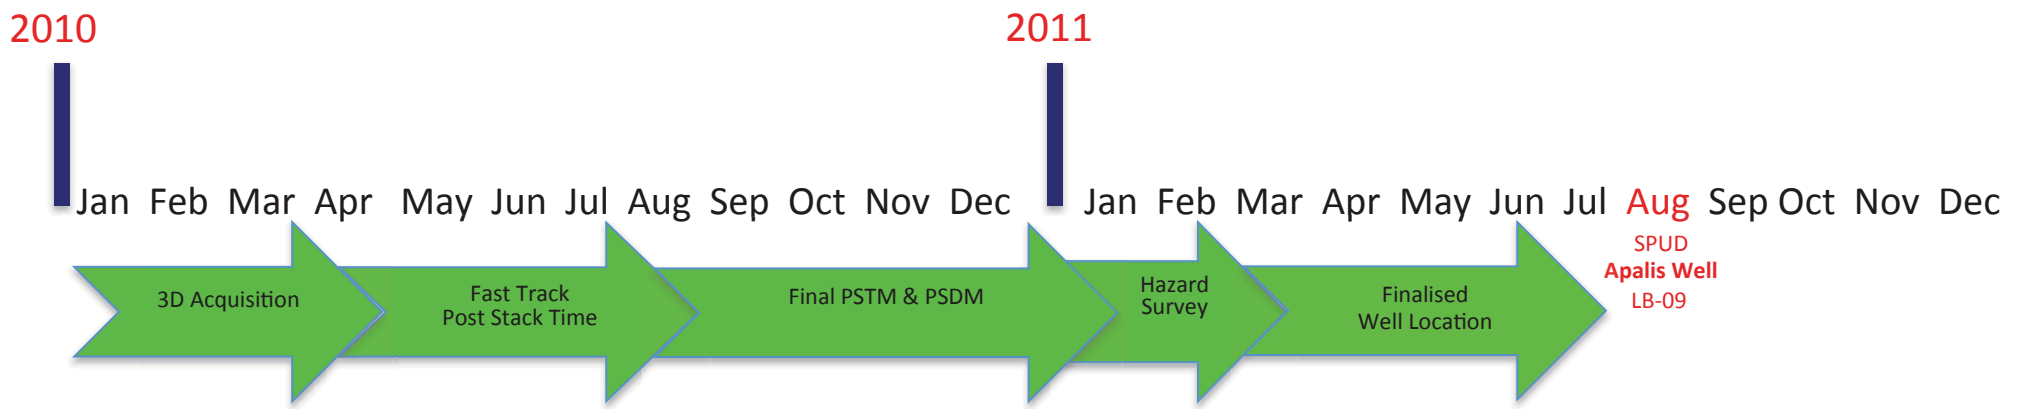 2010 2011
Jan Feb Mar Apr May Jun Jul Aug Sep Oct Nov Dec Jan Feb Mar Apr May Jun Jul Aug Sep Oct Nov Dec
3D Acquisition
Fast Track
Post Stack Time
Final PSTM & PSDM
Hazard
Survey
Finalised
Well Location
SPUD
Apalis Well
LB-09